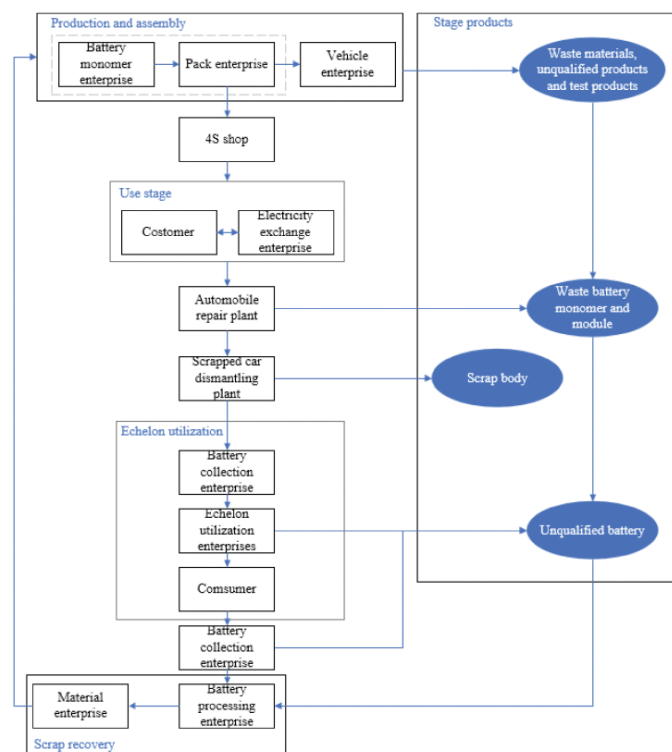 Production and assembly
Battery
monomer
enterprise
Pack enterprise
Vehicle
enterprise
4S shop
Use stage
Costomer
Electricity
exchange
enterprise
Automobile
repair plant
Scrapped car
dismantling
plant
Echelon utilization
Battery
collection
enterprise
Echelon
utilization
enterprises
Comsumer
Battery
collection
enterprise
Material
enterprise
Battery
processing
enterprise
Scrap recovery
Stage products
Waste materials,
unqualified products
and test products
Waste battery
monomer and
module
Scrap body
Unqualified battery